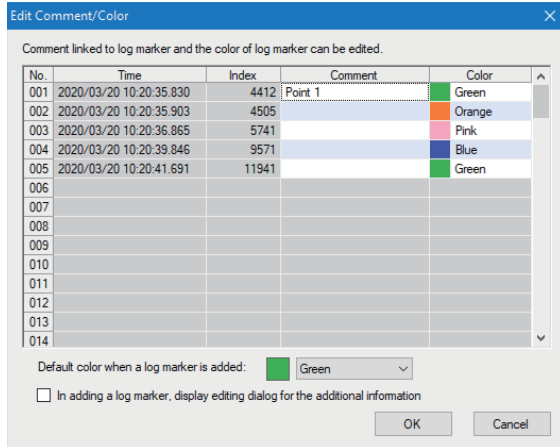 Edit Comment/Color
Comment linked to log marker and the color of log marker can be edited.
No. Time Index Comment Color
001 2020/03/20 10:20:35.830 4412 Point 1 Green
002 2020/03/20 10:20:35.903 4505 Orange
003 2020/03/20 10:20:36.865 5741 Pink
004 2020/03/20 10:20:39.846 9571 Blue
005 2020/03/20 10:20:41.691 11941 Green
006
007
008
009
010
011
012
013
014
Default color when a log marker is added: Green
In adding a log marker, display editing dialog for the additional information
OK Cancel